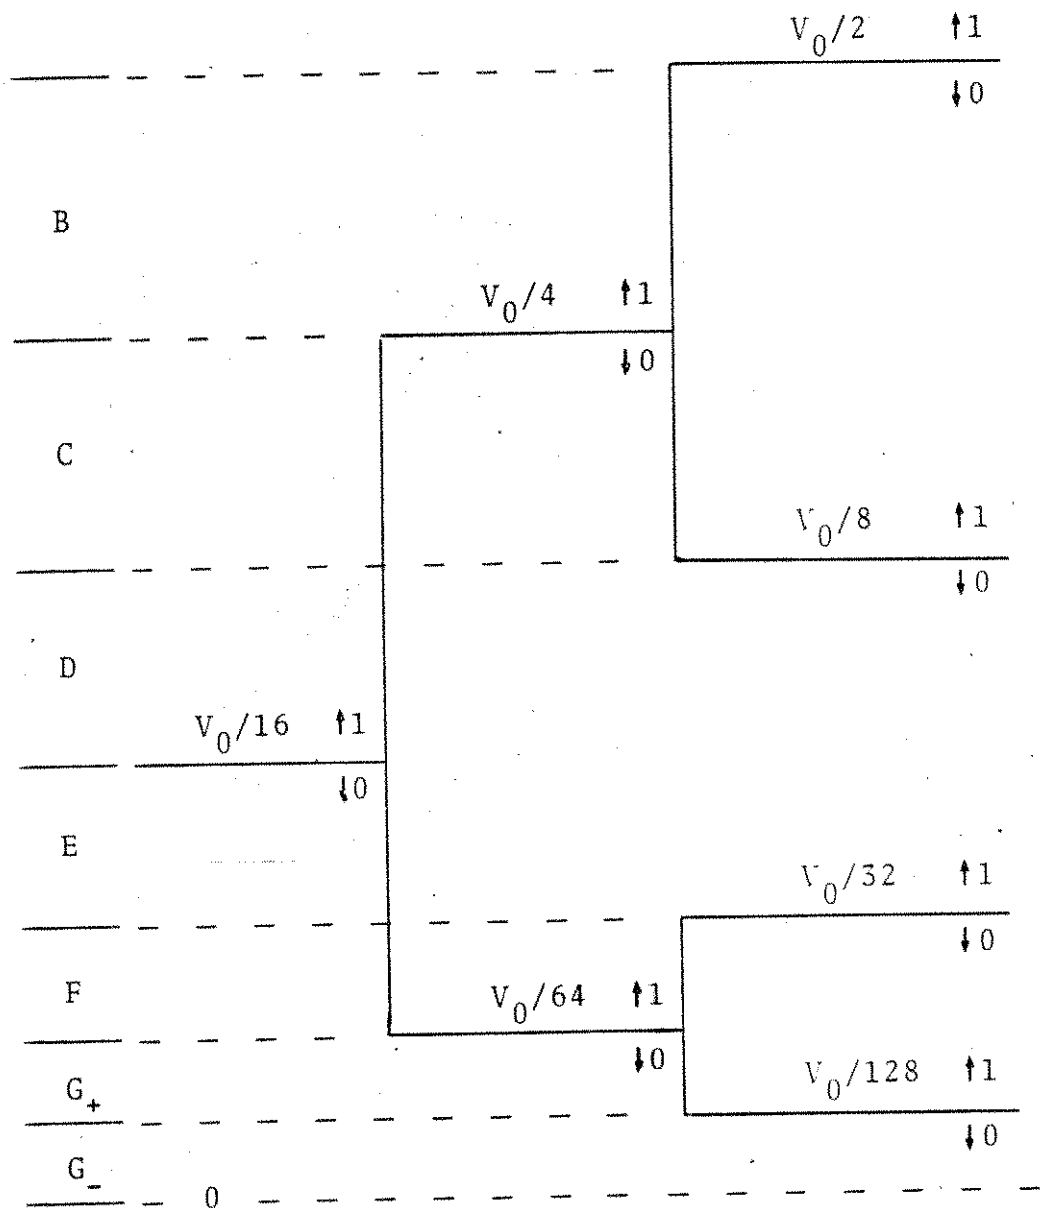 V₀/2 ↑1
↓0
B
V₀/4 ↑1
↓0
C
V₀/8 ↑1
↓0
D
V₀/16 ↑1
↓0
E
V₀/32 ↑1
↓0
F
V₀/64 ↑1
↓0
V₀/128 ↑1
G₊
↓0
G₋
0